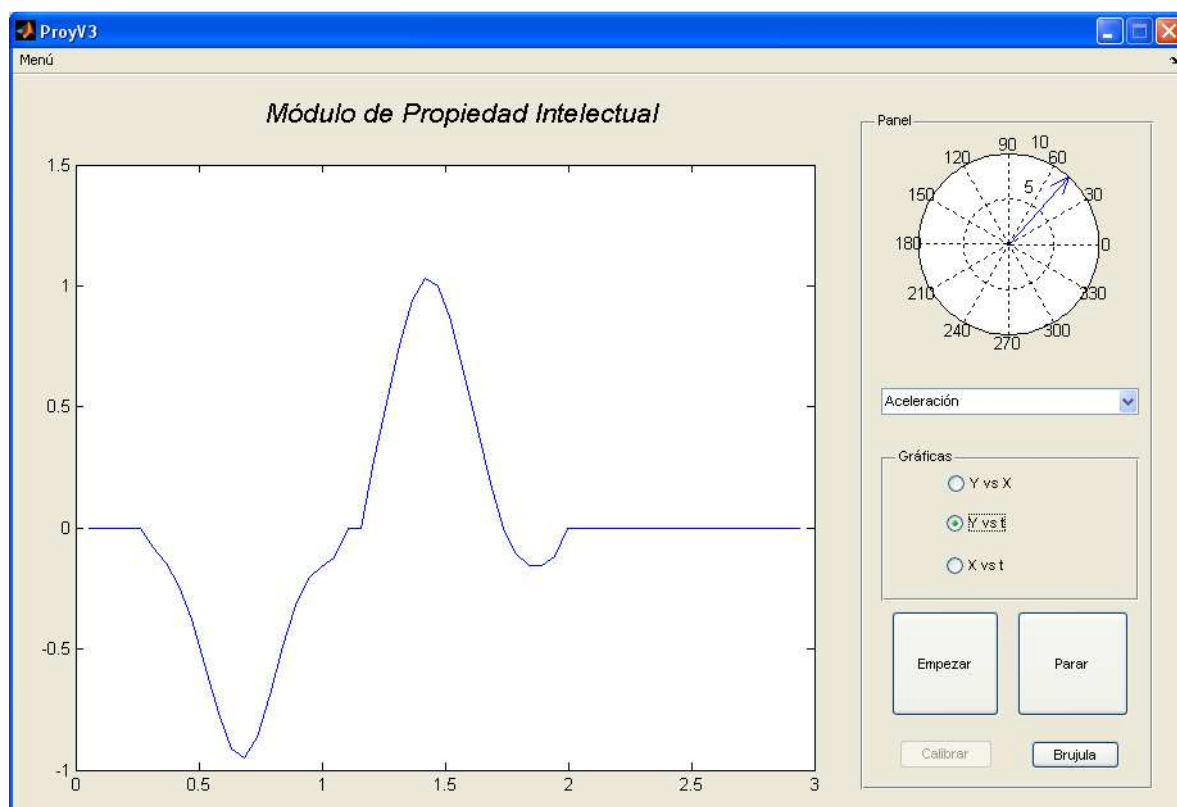 ProyV3
Menú
Módulo de Propiedad Intelectual
1.5
1
0.5
0
-0.5
-1
0 0.5 1 1.5 2 2.5 3
Panel
90 10
120 60
5
150 30
180 0
210 330
240 300
270
Aceleración
Gráficas
Y vs X
Y vs t
X vs t
Empezar Parar
Calibrar Brujula